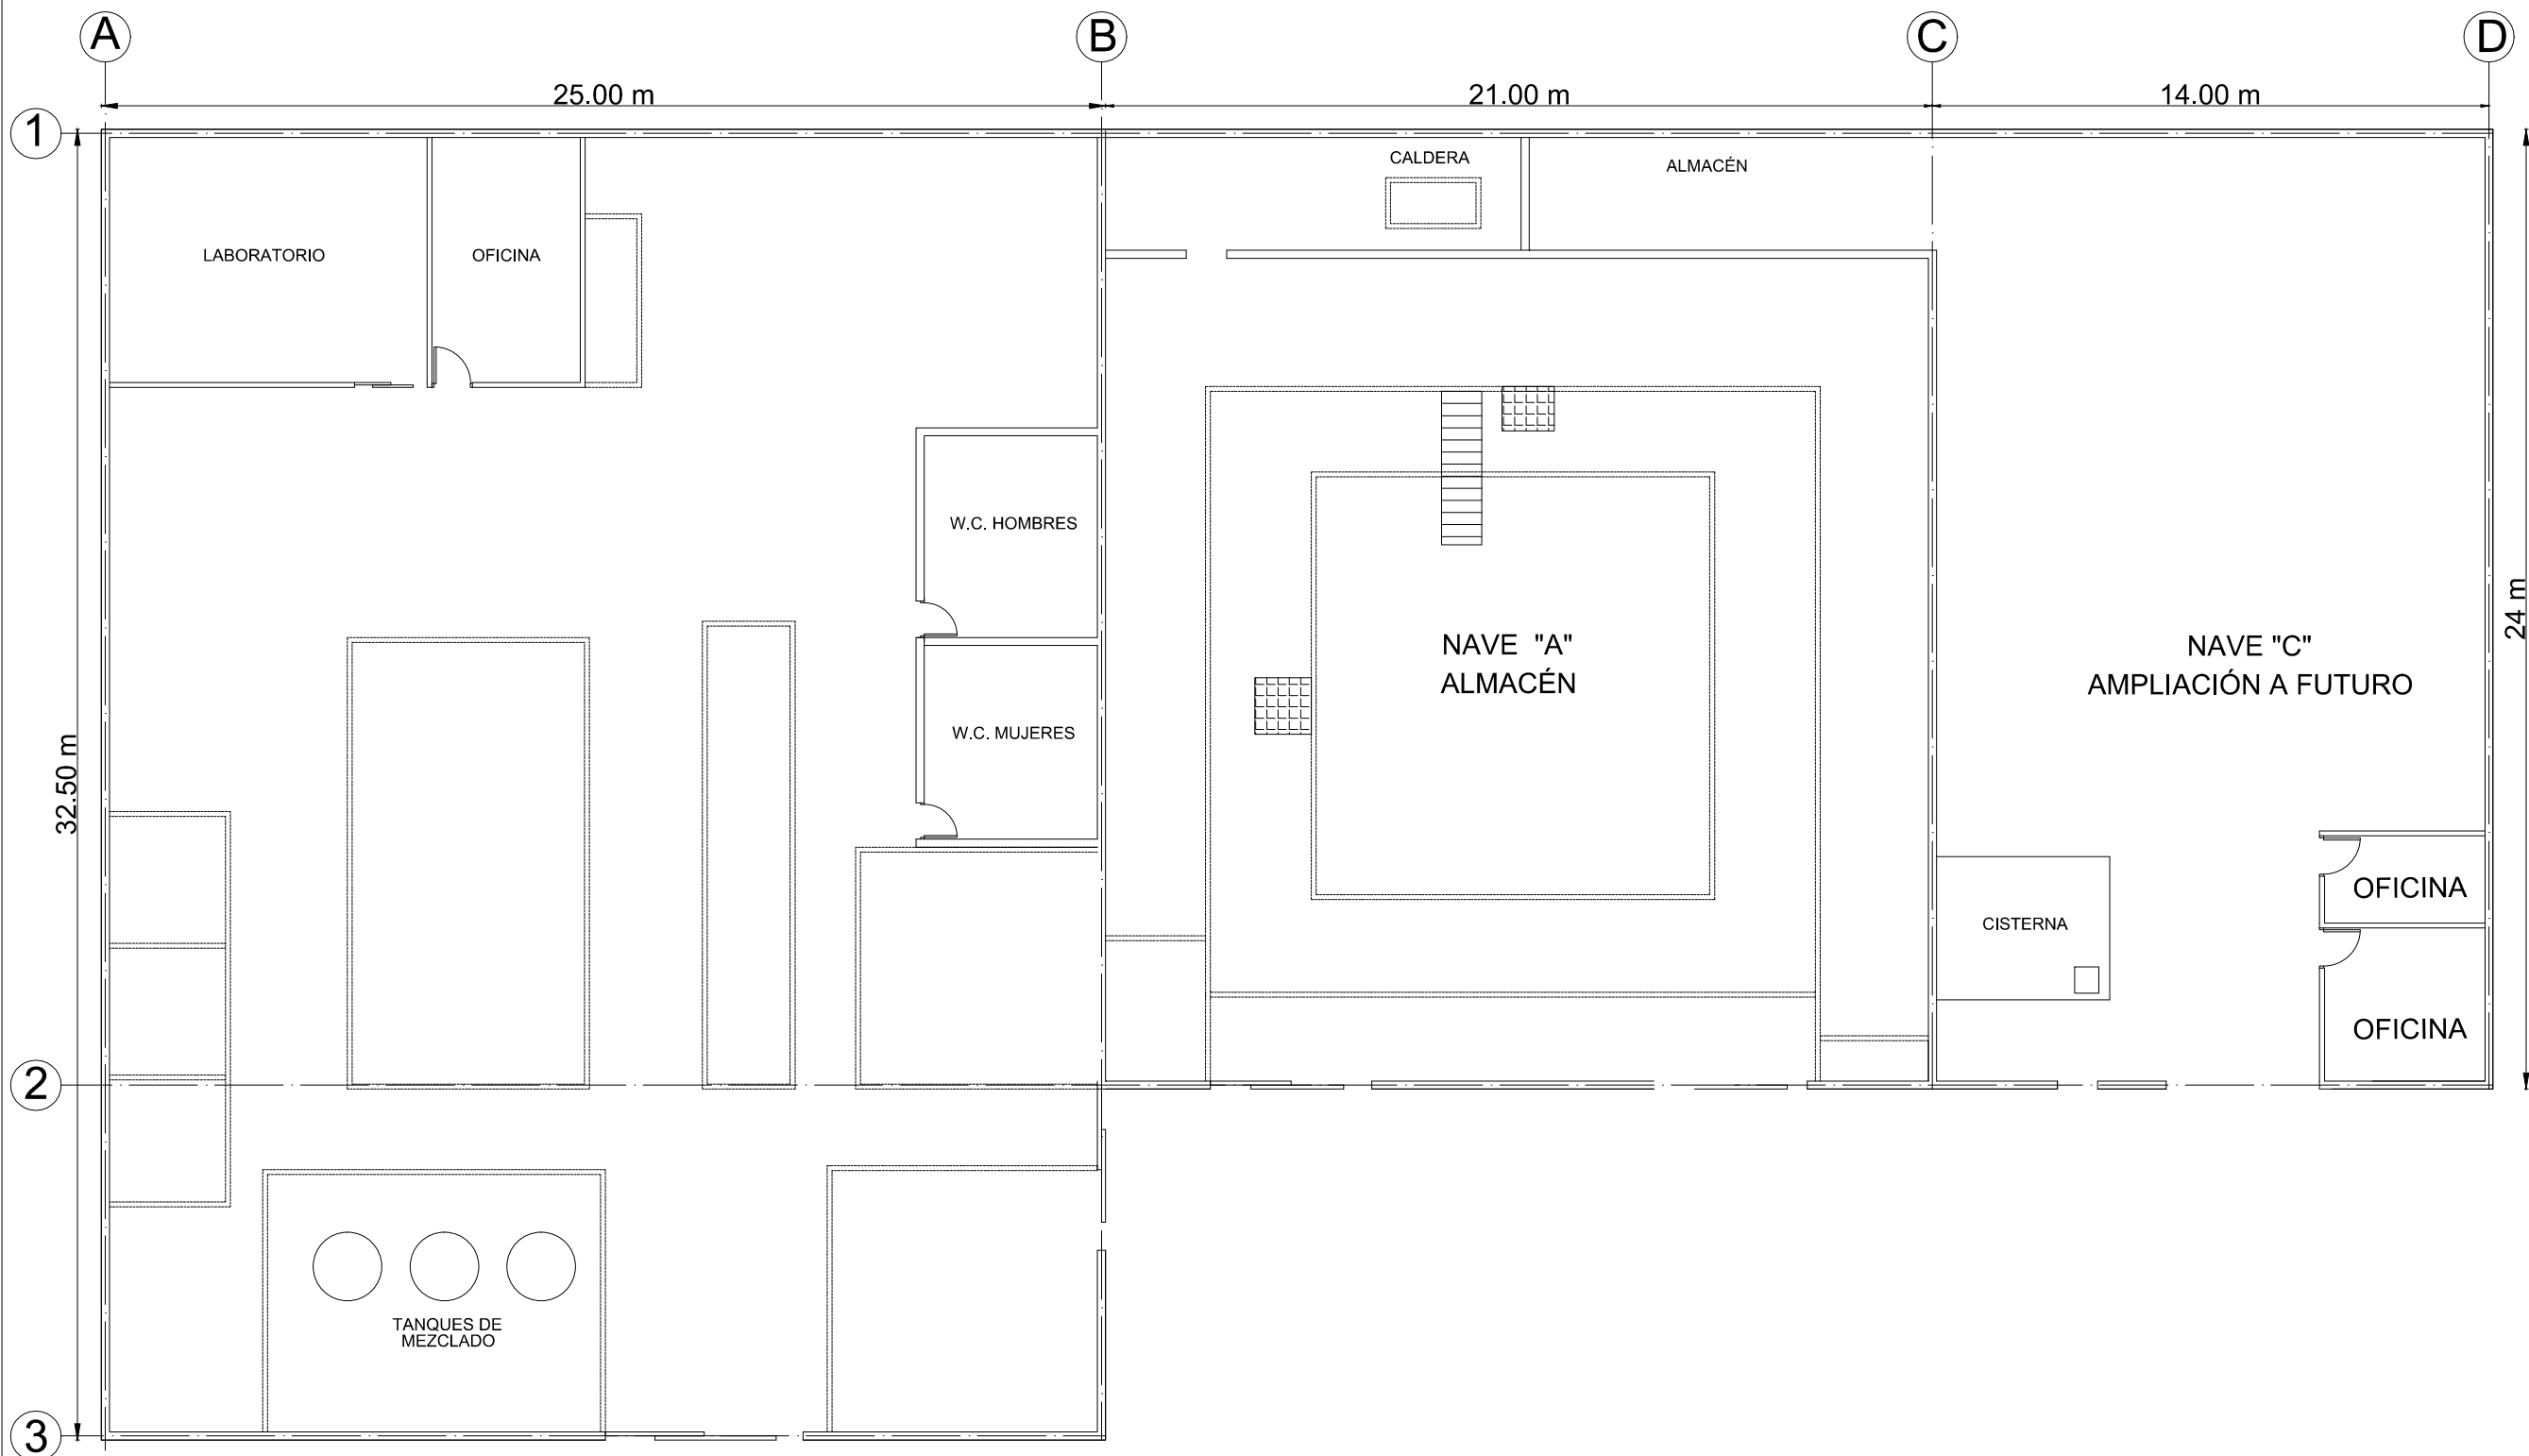 A
B
C
D
25.00 m
21.00 m
14.00 m
1
CALDERA
ALMACÉN
LABORATORIO
OFICINA
W.C. HOMBRES
24 m
NAVE "A"
ALMACÉN
NAVE "C"
AMPLIACIÓN A FUTURO
W.C. MUJERES
32.50 m
OFICINA
CISTERNA
OFICINA
2
TANQUES DE
MEZCLADO
3